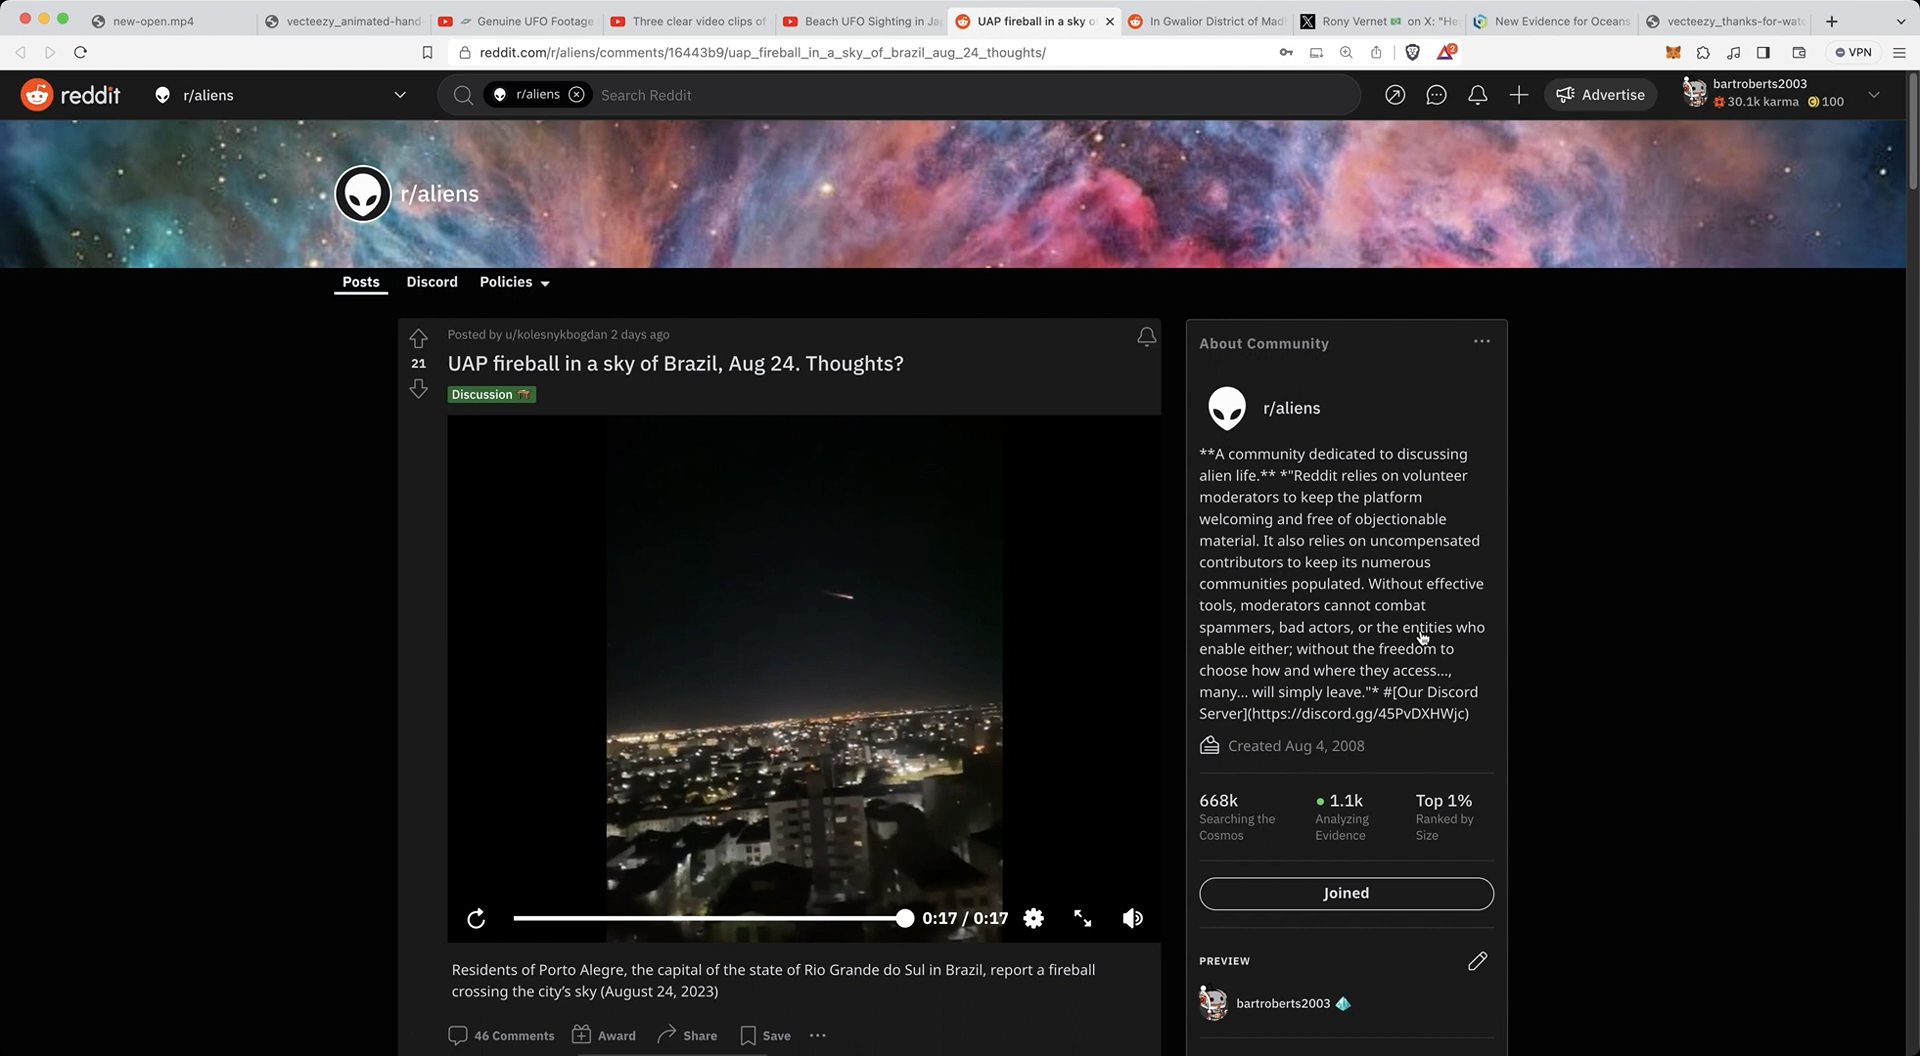 new-open.mp4
vecteezy_animated-hand-
Genuine UFO Footage
Three clear video clips of
Beach UFO Sighting in Ja
UAP fireball in a sky o
In Gwalior District of Mad
Rony Vernet
on X: "He
New Evidence for Oceans
vecteezy_thanks-for-wat
reddit.com/r/aliens/comments/16443b9/uap_fireball_in_a_sky_of_brazil_aug_24_thoughts/
2
VPN
reddit
r/aliens
r/aliens
Search Reddit
Advertise
bartroberts2003
30.1k karma
100
r/aliens
Posts
Discord
Policies
Posted by u/kolesnykbogdan 2 days ago
21
UAP fireball in a sky of Brazil, Aug 24. Thoughts?
Discussion
0:17 / 0:17
Residents of Porto Alegre, the capital of the state of Rio Grande do Sul in Brazil, report a fireball
crossing the city's sky (August 24, 2023)
46 Comments
Award
Share
Save
About Community
r/aliens
**A community dedicated to discussing
alien life.** *"Reddit relies on volunteer
moderators to keep the platform
welcoming and free of objectionable
material. It also relies on uncompensated
contributors to keep its numerous
communities populated. Without effective
tools, moderators cannot combat
spammers, bad actors, or the entities who
enable either; without the freedom to
choose how and where they access...,
many... will simply leave."* #[Our Discord
Server](https://discord.gg/45PvDXHWjc)
Created Aug 4, 2008
668k
Searching the
Cosmos
1.1k
Analyzing
Evidence
Top 1%
Ranked by
Size
Joined
PREVIEW
bartroberts2003